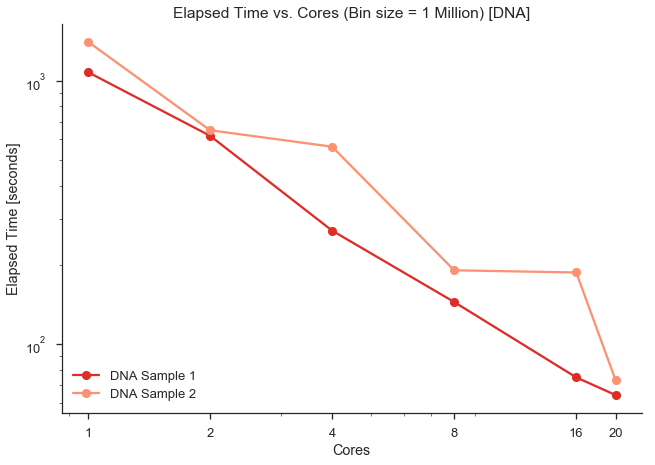 Elapsed Time vs. Cores (Bin size = 1 Million) [DNA]
10³
Elapsed Time [seconds]
10²
DNA Sample 1
DNA Sample 2
1 2 4 8 16 20
Cores